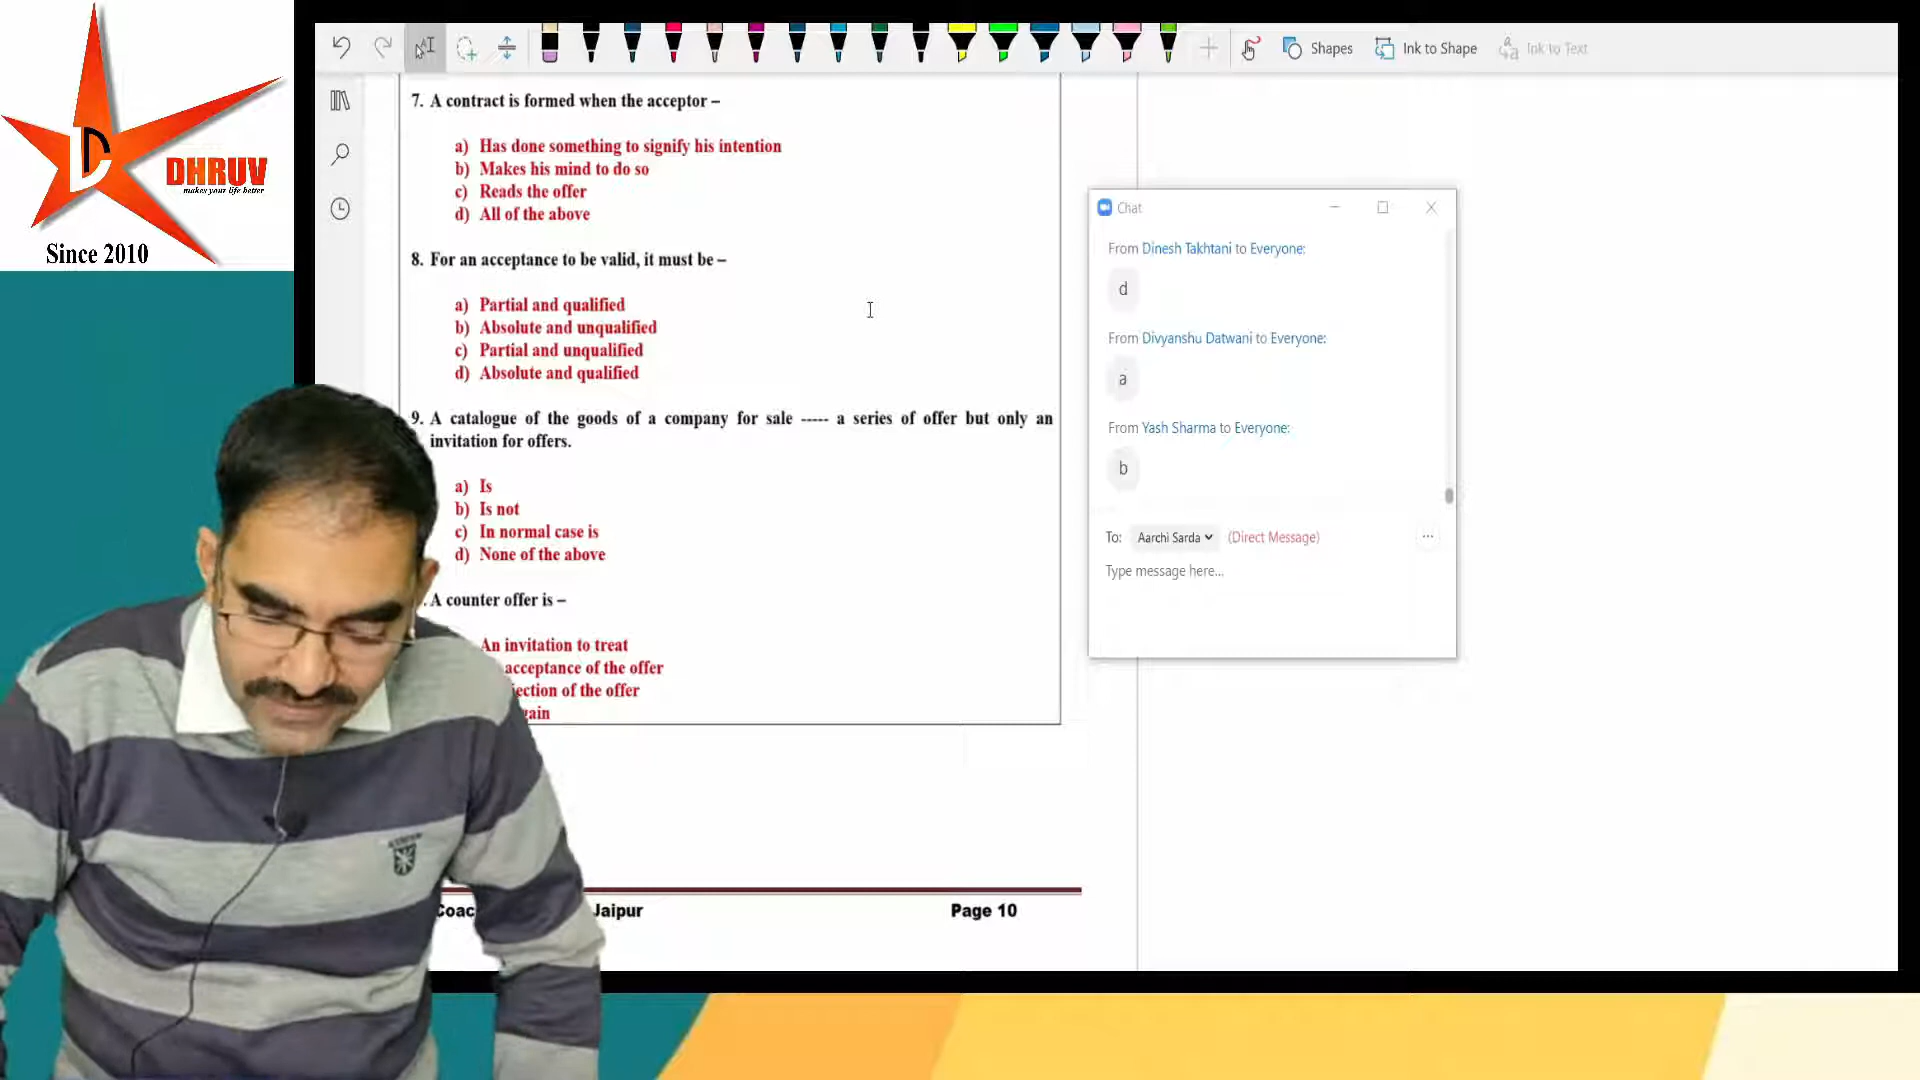 DC
DHRUV
makes your life better
Since 2010
Shapes
Ink to Shape
Ink to Text
7. A contract is formed when the acceptor –
a) Has done something to signify his intention
b) Makes his mind to do so
c) Reads the offer
d) All of the above
8. For an acceptance to be valid, it must be –
a) Partial and qualified
b) Absolute and unqualified
c) Partial and unqualified
d) Absolute and qualified
9. A catalogue of the goods of a company for sale ----- a series of offer but only an
invitation for offers.
a) Is
b) Is not
c) In normal case is
d) None of the above
. A counter offer is –
An invitation to treat
acceptance of the offer
ection of the offer
gain
Coac Jaipur
Page 10
Chat
From Dinesh Takhtani to Everyone:
d
From Divyanshu Datwani to Everyone:
a
From Yash Sharma to Everyone:
b
To: Aarchi Sarda (Direct Message)
...
Type message here...